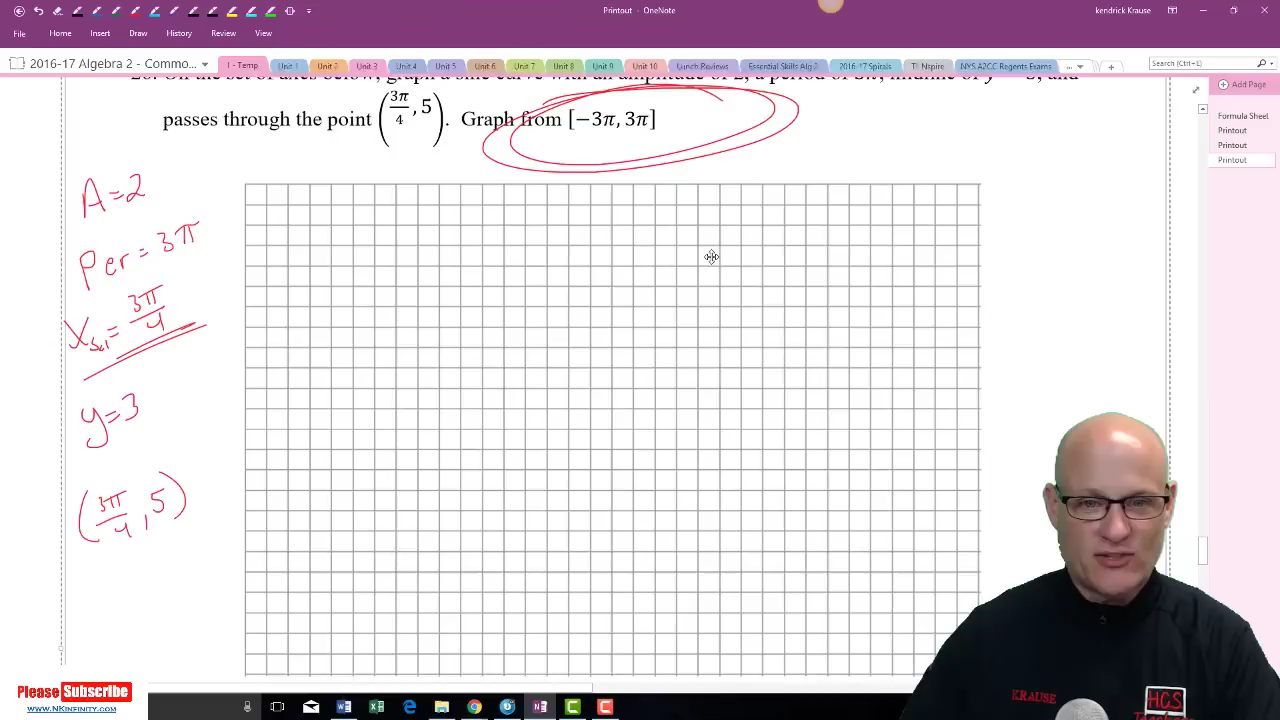 Printout - OneNote
kendrick Krause
File Home Insert Draw History Review View
2016-17 Algebra 2 - Commo...
I - Temp Unit 1 Unit 2 Unit 3 Unit 4 Unit 5 Unit 6 Unit 7 Unit 8 Unit 9 Unit 10 Lunch Reviews Essential Skills Alg 2 2016-17 Spirals TI Nspire NYS A2CC Regents Exams ... +
Search (Ctrl+E)
Add Page
Formula Sheet
Printout
Printout
Printout
passes through the point (3π/4, 5). Graph from [−3π, 3π]
A=2
Per = 3π
Xscl = 3π/4
y=3
(3π/4, 5)
KRAUSE
HCS
Please Subscribe
www.NKinfinity.com